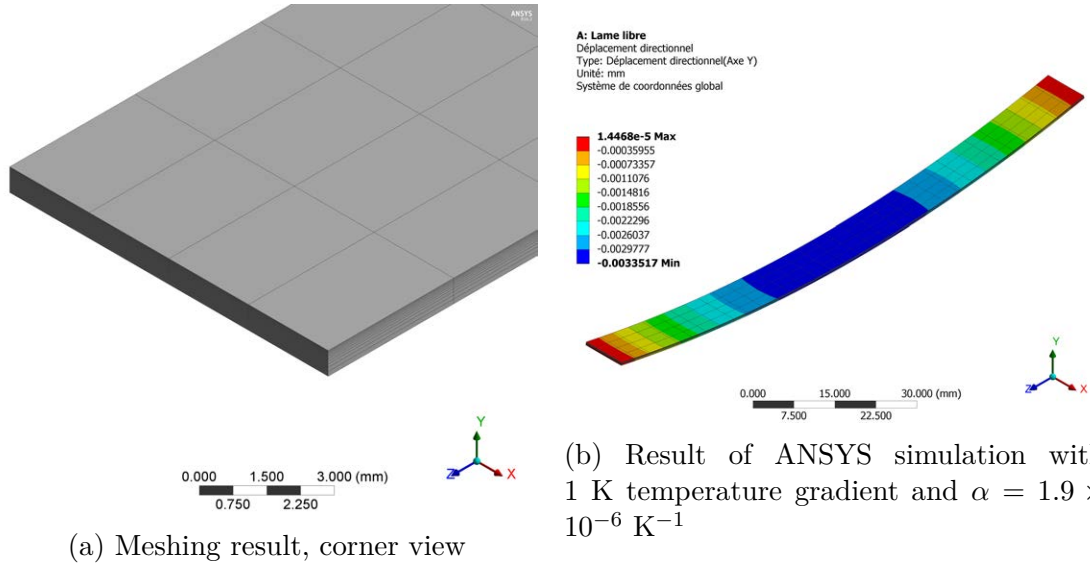 ANSYS
0.000 1.500 3.000 (mm)
0.750 2.250
Y
Z X
(a) Meshing result, corner view
A: Lame libre
Déplacement directionnel
Type: Déplacement directionnel(Axe Y)
Unité: mm
Système de coordonnées global
1.4468e-5 Max
-0.00035955
-0.00073357
-0.0011076
-0.0014816
-0.0018556
-0.0022296
-0.0026037
-0.0029777
-0.0033517 Min
0.000 15.000 30.000 (mm)
7.500 22.500
Y
Z X
(b) Result of ANSYS simulation wit
1 K temperature gradient and α = 1.9 ×
10⁻⁶ K⁻¹